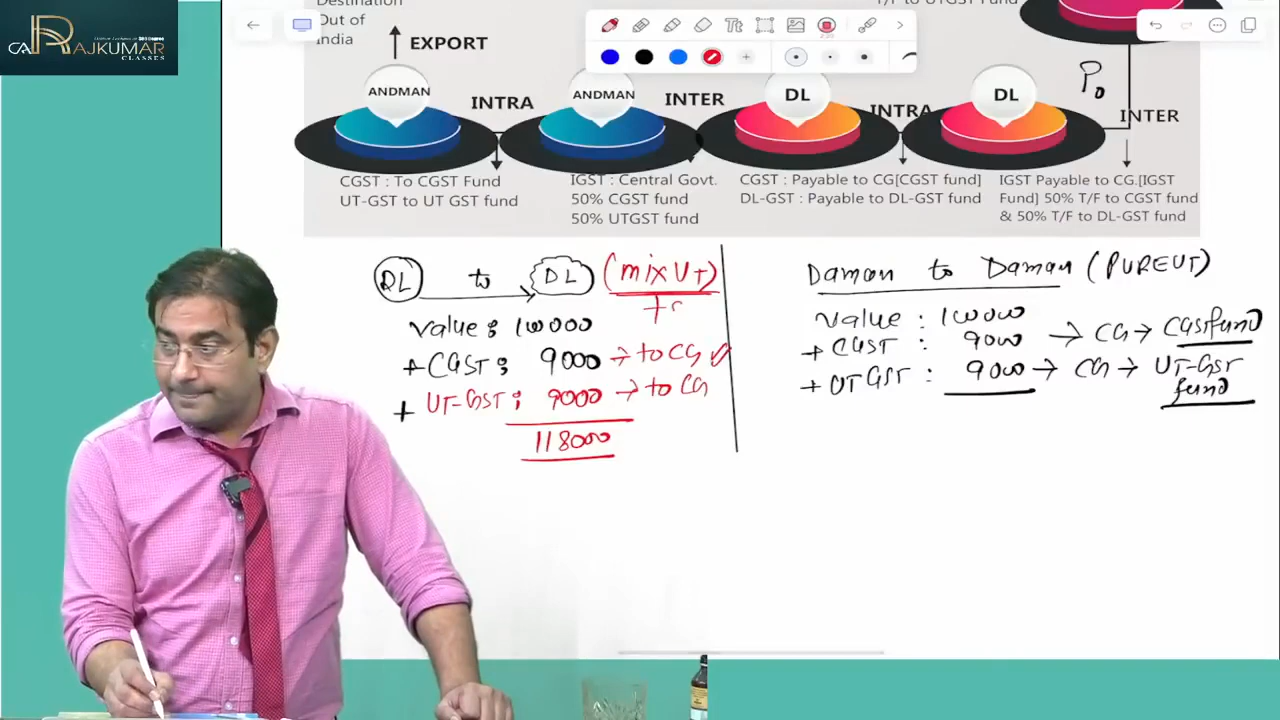 CA RAJKUMAR
CLASSES
Destination
Out of
India
EXPORT
T/F to UTGST Fund
ANDMAN
INTRA
ANDMAN
INTER
DL
INTRA
DL
INTER
CGST : To CGST Fund
UT-GST to UT GST fund
IGST : Central Govt.
50% CGST fund
50% UTGST fund
CGST : Payable to CG[CGST fund]
DL-GST : Payable to DL-GST fund
IGST Payable to CG.[IGST
Fund] 50% T/F to CGST fund
& 50% T/F to DL-GST fund
DL to DL (mix UT)
Value : 100000
+ CGST : 9000 → to CG
+ UT-GST : 9000 → to CG
118000
Daman to Daman (PURE UT)
Value : 100000
+ CGST : 9000 → CG → CGST fund
+ UTGST : 9000 → CG → UT-GST
fund